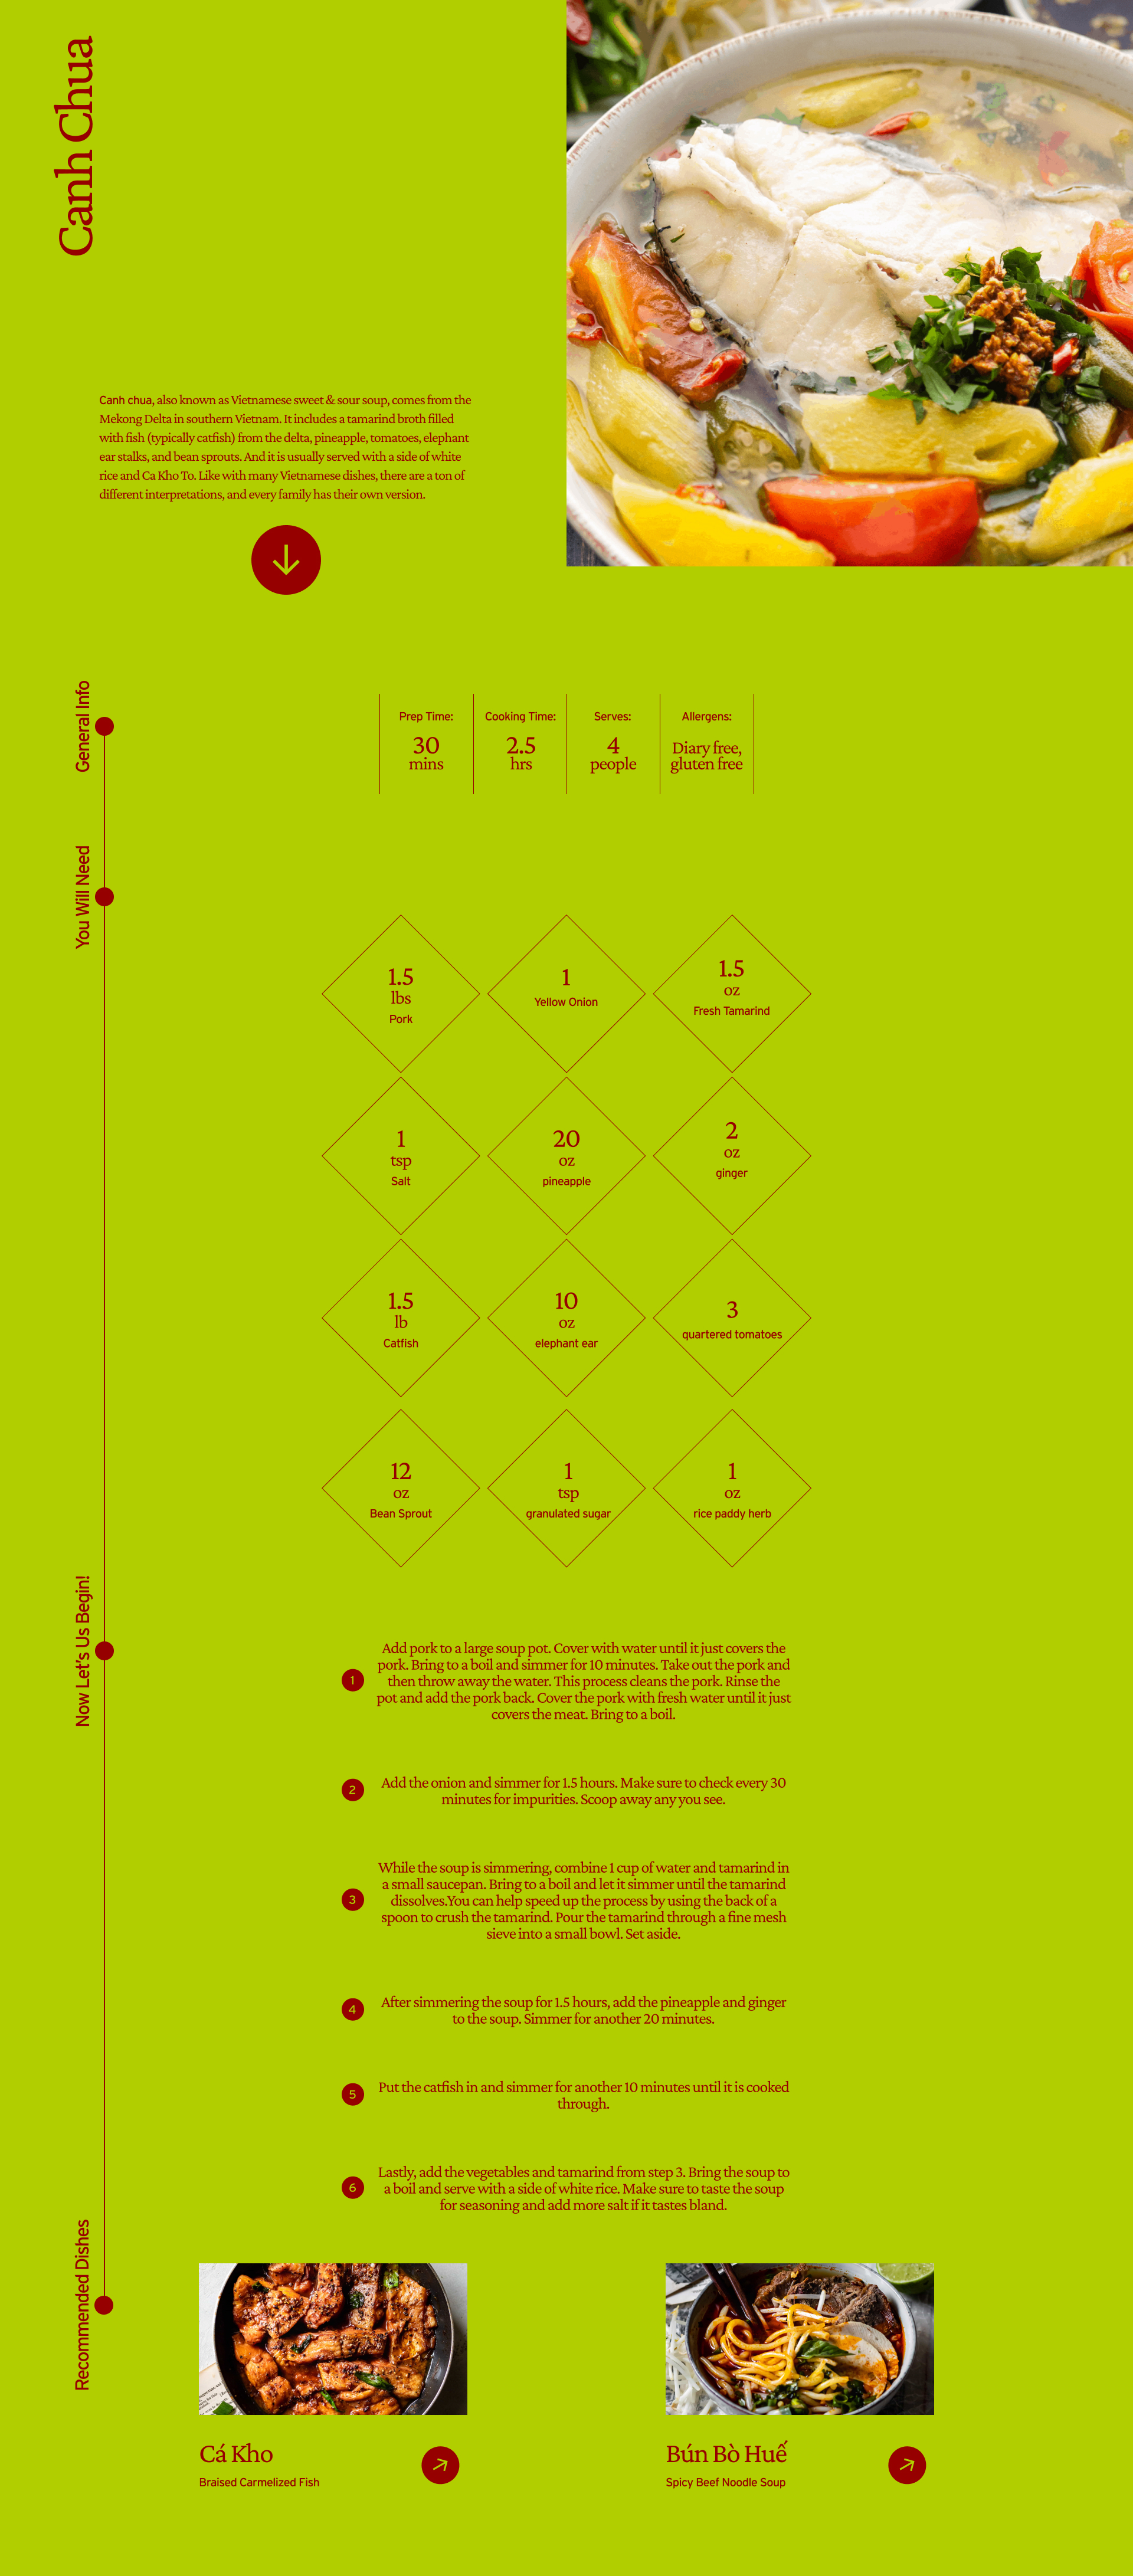 Canh Chua
Canh chua, also known as Vietnamese sweet & sour soup, comes from the
Mekong Delta in southern Vietnam. It includes a tamarind broth filled
with fish (typically catfish) from the delta, pineapple, tomatoes, elephant
ear stalks, and bean sprouts. And it is usually served with a side of white
rice and Ca Kho To. Like with many Vietnamese dishes, there are a ton of
different interpretations, and every family has their own version.
General Info
Prep Time:
30
mins
Cooking Time:
2.5
hrs
Serves:
4
people
Allergens:
Diary free,
gluten free
You Will Need
1.5
lbs
Pork
1
Yellow Onion
1.5
oz
Fresh Tamarind
1
tsp
Salt
20
oz
pineapple
2
oz
ginger
1.5
lb
Catfish
10
oz
elephant ear
3
quartered tomatoes
12
oz
Bean Sprout
1
tsp
granulated sugar
1
oz
rice paddy herb
Now Let's Us Begin!
1
Add pork to a large soup pot. Cover with water until it just covers the
pork. Bring to a boil and simmer for 10 minutes. Take out the pork and
then throw away the water. This process cleans the pork. Rinse the
pot and add the pork back. Cover the pork with fresh water until it just
covers the meat. Bring to a boil.
2
Add the onion and simmer for 1.5 hours. Make sure to check every 30
minutes for impurities. Scoop away any you see.
3
While the soup is simmering, combine 1 cup of water and tamarind in
a small saucepan. Bring to a boil and let it simmer until the tamarind
dissolves.You can help speed up the process by using the back of a
spoon to crush the tamarind. Pour the tamarind through a fine mesh
sieve into a small bowl. Set aside.
4
After simmering the soup for 1.5 hours, add the pineapple and ginger
to the soup. Simmer for another 20 minutes.
5
Put the catfish in and simmer for another 10 minutes until it is cooked
through.
6
Lastly, add the vegetables and tamarind from step 3. Bring the soup to
a boil and serve with a side of white rice. Make sure to taste the soup
for seasoning and add more salt if it tastes bland.
Recommended Dishes
Cá Kho
Braised Carmelized Fish
Bún Bò Huế
Spicy Beef Noodle Soup